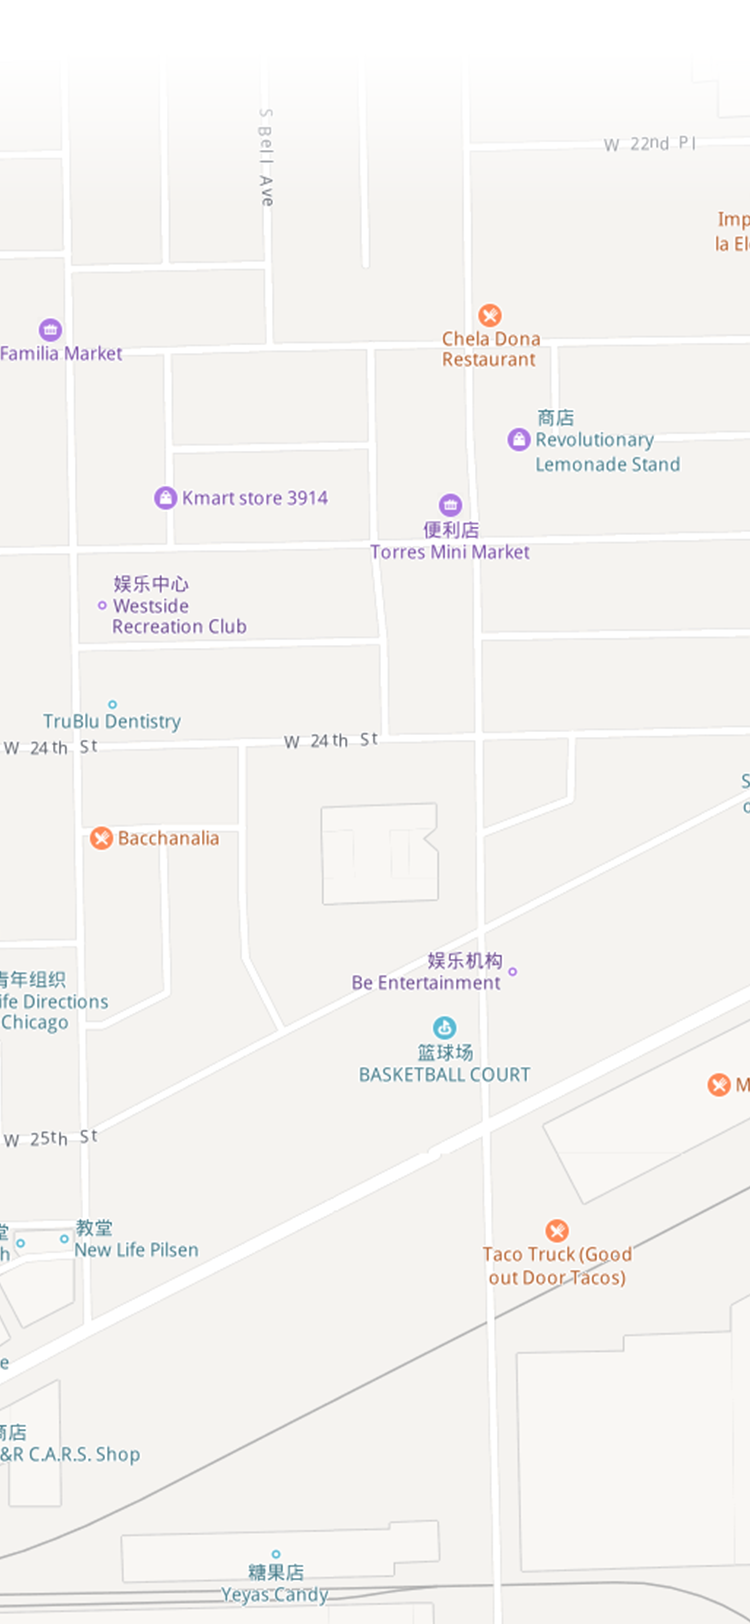 S Bell Ave
W 22nd Pl
Imp
la El
Familia Market
Chela Dona
Restaurant
商店
Revolutionary
Lemonade Stand
Kmart store 3914
便利店
Torres Mini Market
娱乐中心
Westside
Recreation Club
TruBlu Dentistry
W 24th St
W 24th St
S
Bacchanalia
娱乐机构
Be Entertainment
青年组织
ife Directions
Chicago
篮球场
BASKETBALL COURT
M
W 25th St
堂
h
教堂
New Life Pilsen
Taco Truck (Good
out Door Tacos)
e
商店
&R C.A.R.S. Shop
糖果店
Yeyas Candy